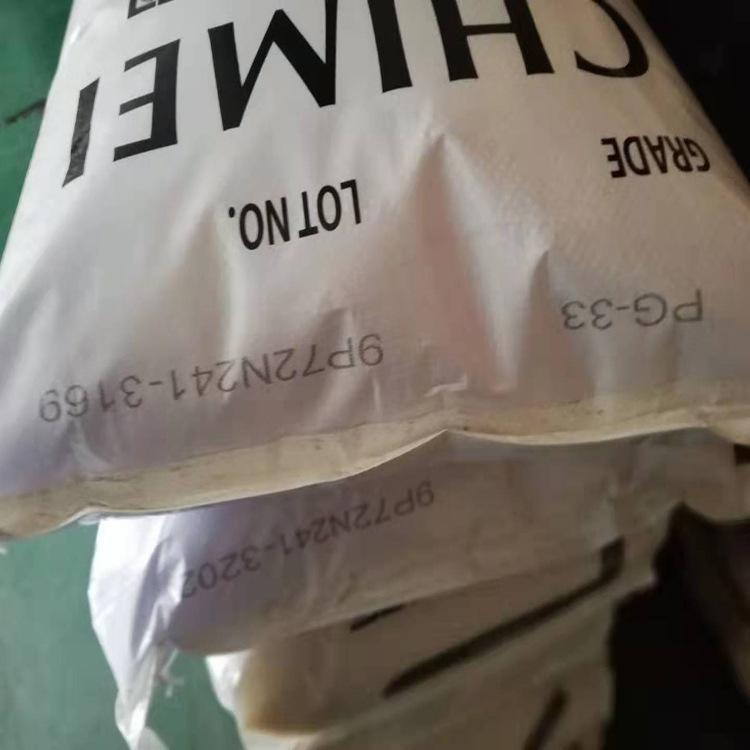 CHIMEI
GRADE
LOT NO.
PG-33
9P72N241-3169
9P72N241-3202